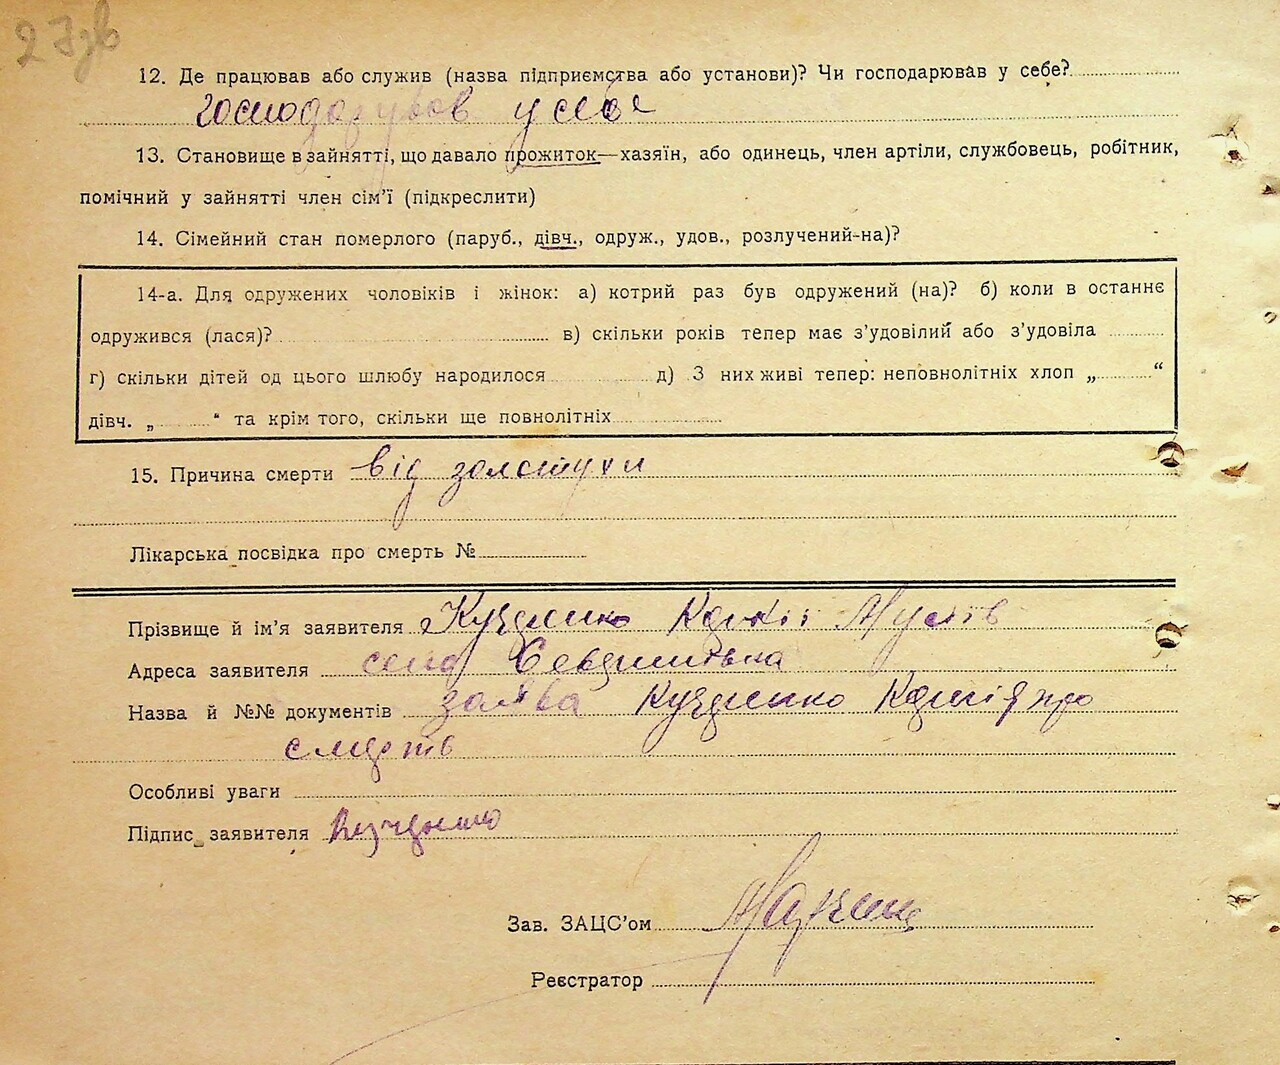 27зв
12. Де працював або служив (назва підприємства або установи)? Чи господарював у себе?
господарував у себе
13. Становище в зайнятті, що давало прожиток—хазяїн, або одинець, член артіли, службовець, робітник,
помічний у зайнятті член сім’ї (підкреслити)
14. Сімейний стан померлого (паруб., дівч., одруж., удов., розлучений-на)?
14-а. Для одружених чоловіків і жінок: а) котрий раз був одружений (на)? б) коли в останнє
одружився (лася)? в) скільки років тепер має з’удовілий або з’удовіла
г) скільки дітей од цього шлюбу народилося д) З них живі тепер: неповнолітніх хлоп „ “
дівч. „ “ та крім того, скільки ще повнолітніх
15. Причина смерти від золотухи
Лікарська посвідка про смерть №
Прізвище й ім’я заявителя
Адреса заявителя село
Назва й №№ документів заява про
смерть
Особливі уваги
Підпис заявителя
Зав. ЗАЦС’ом
Реєстратор